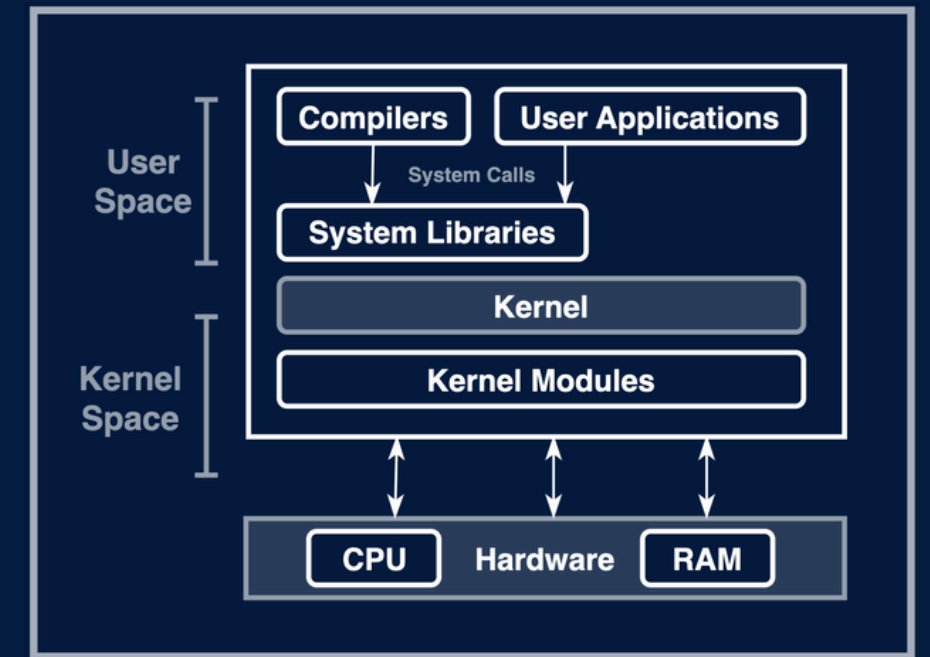 Compilers
User Applications
User
Space
System Calls
System Libraries
Kernel
Kernel
Space
Kernel Modules
CPU
Hardware
RAM